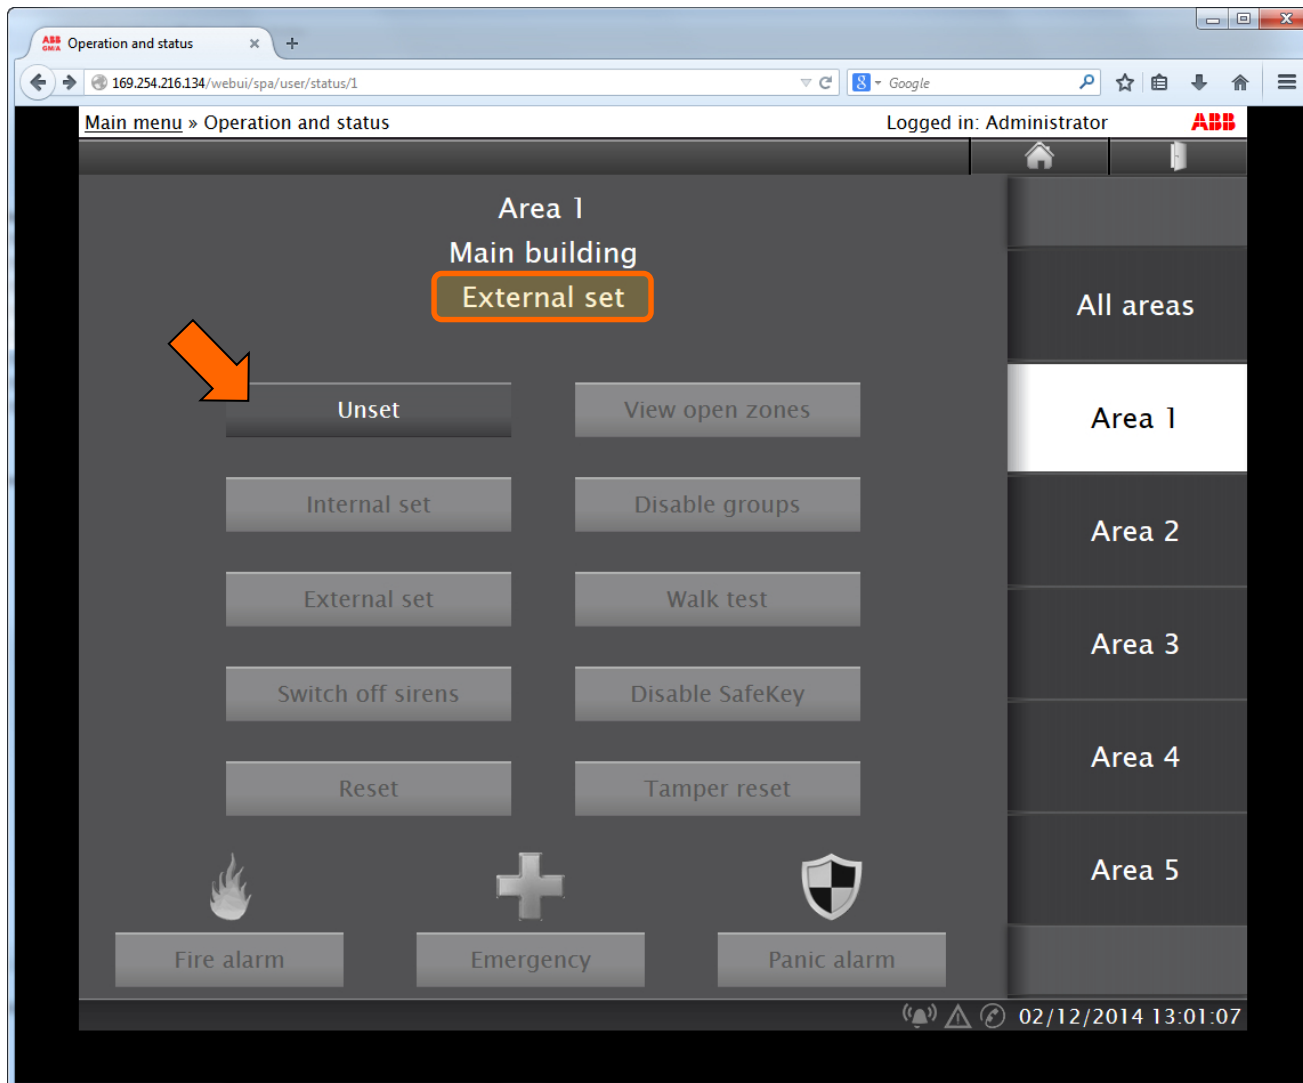 ABB
GM/A
Operation and status
169.254.216.134/webui/spa/user/status/1
8
Google
Main menu » Operation and status
Logged in: Administrator
ABB
Area 1
Main building
External set
Unset
View open zones
Internal set
Disable groups
External set
Walk test
Switch off sirens
Disable SafeKey
Reset
Tamper reset
Fire alarm
Emergency
Panic alarm
All areas
Area 1
Area 2
Area 3
Area 4
Area 5
02/12/2014 13:01:07